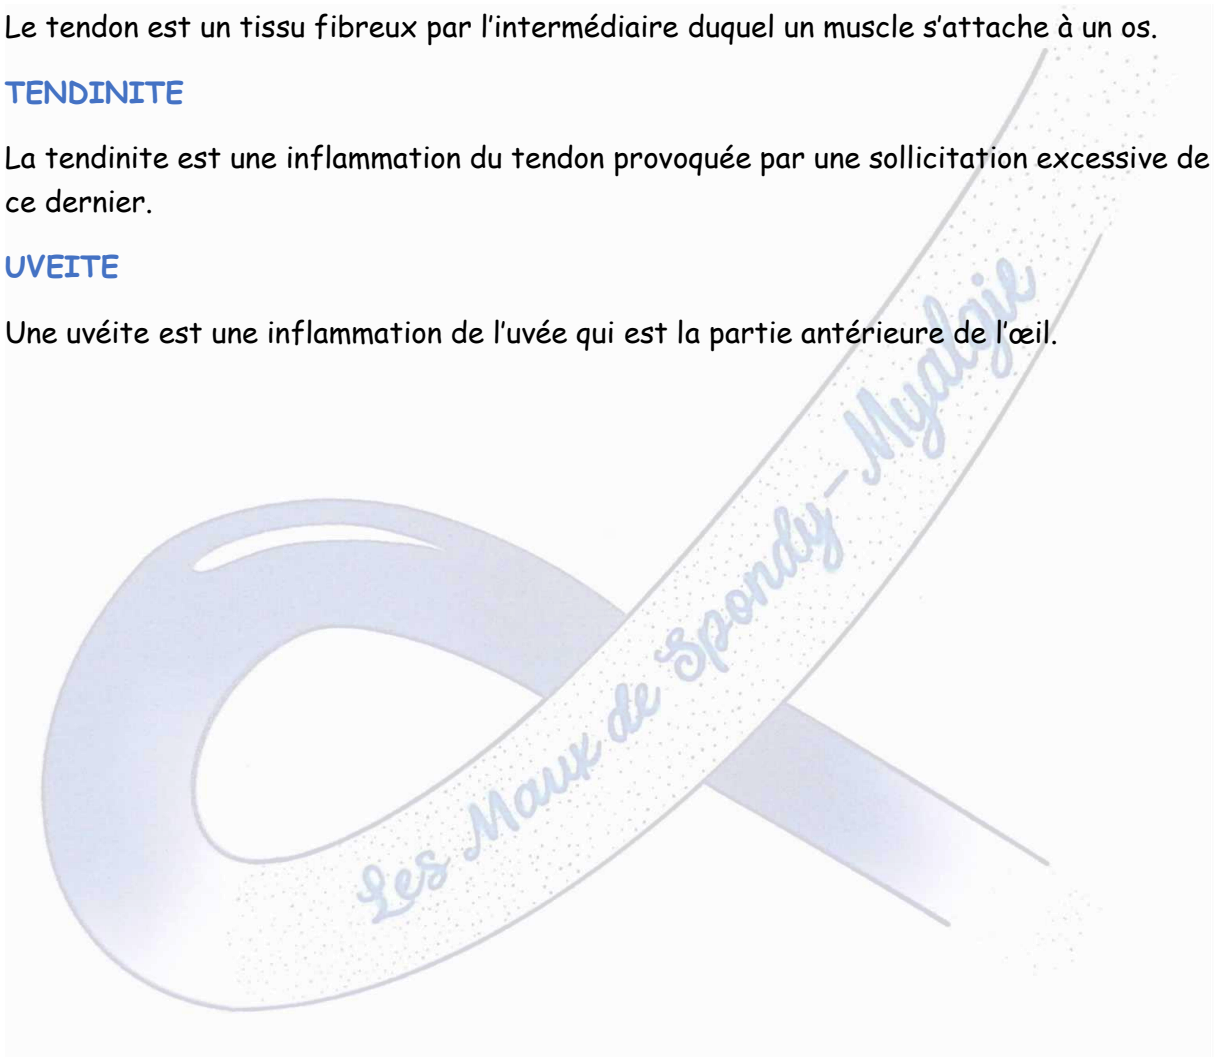 Le tendon est un tissu fibreux par l’intermédiaire duquel un muscle s’attache à un os.
TENDINITE
La tendinite est une inflammation du tendon provoquée par une sollicitation excessive de
ce dernier.
UVEITE
Une uvéite est une inflammation de l’uvée qui est la partie antérieure de l’œil.
Les Maux de Spondy-Myalgie